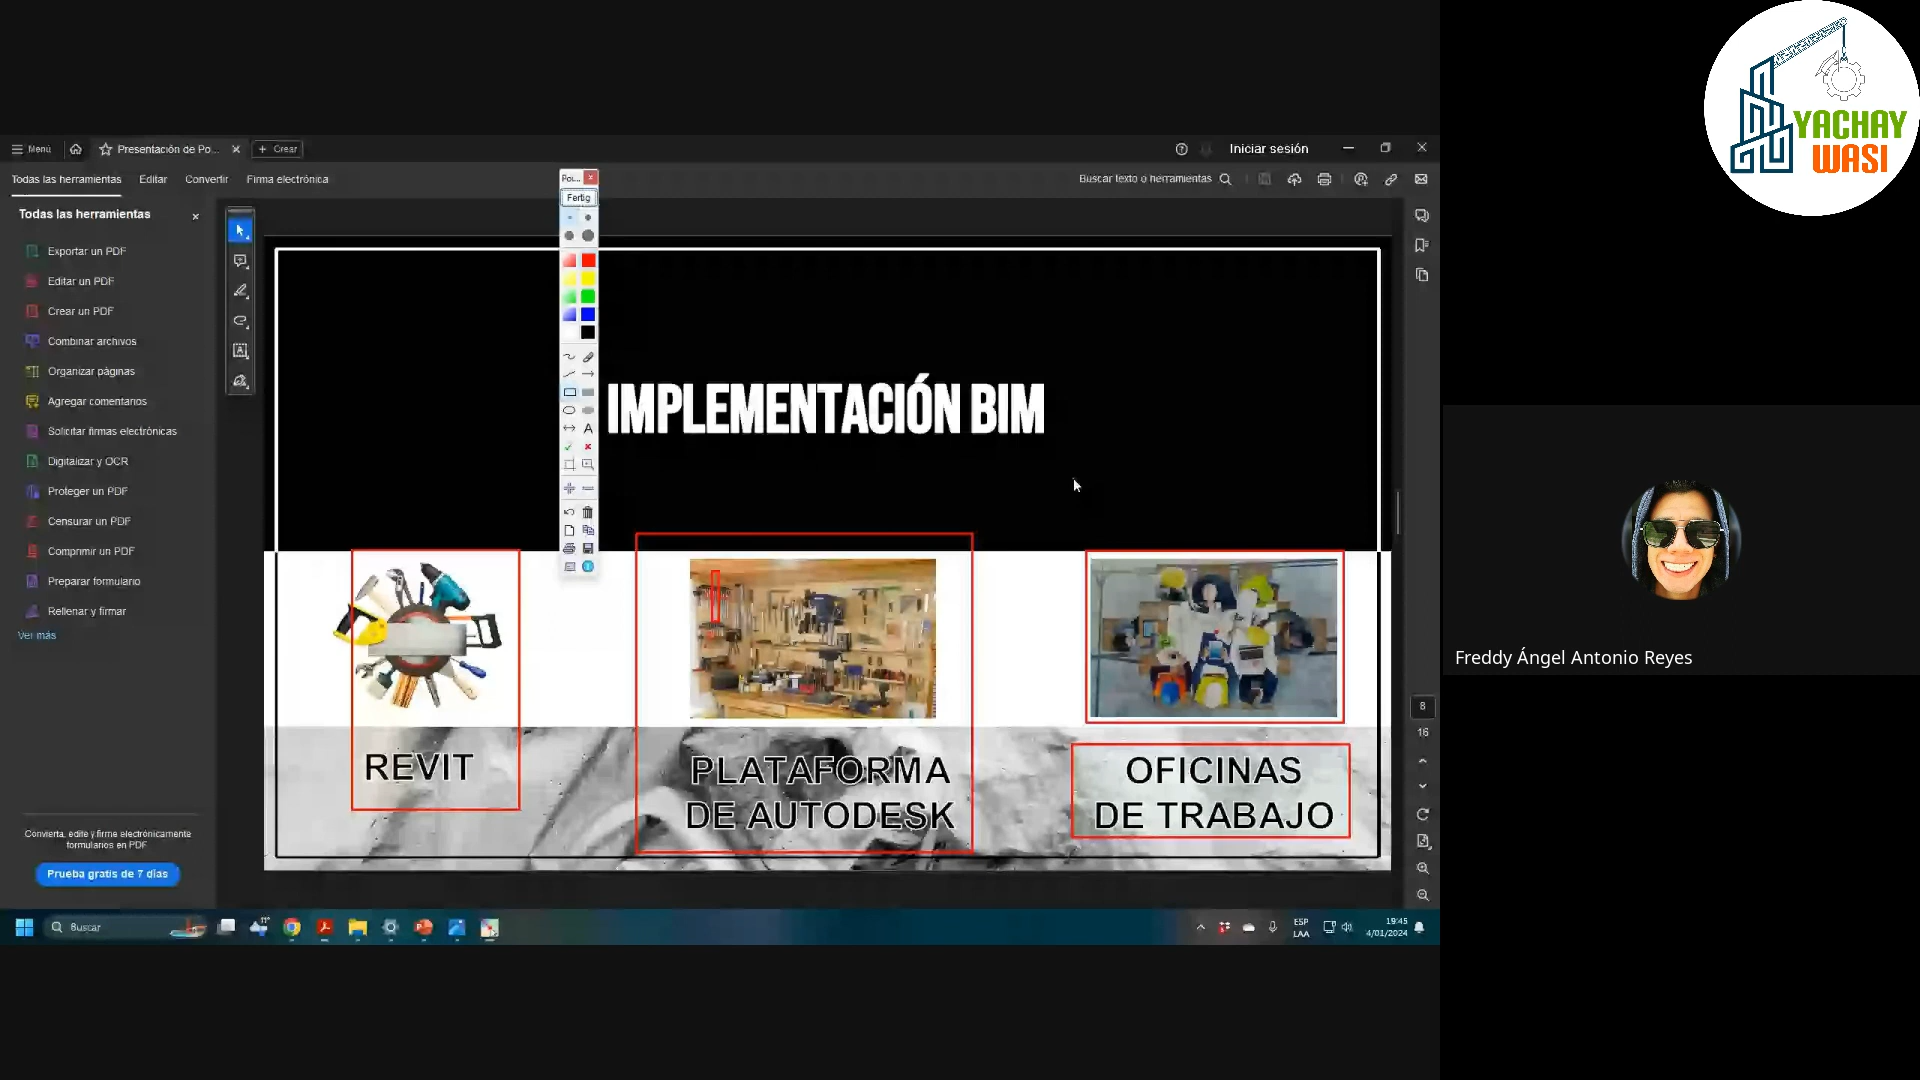 YACHAY
WASI
Menú
Presentación de Po...
Crear
Iniciar sesión
Todas las herramientas
Editar
Convertir
Firma electrónica
Buscar texto o herramientas
Todas las herramientas
Exportar un PDF
Editar un PDF
Crear un PDF
Combinar archivos
Organizar páginas
Agregar comentarios
Solicitar firmas electrónicas
Digitalizar y OCR
Proteger un PDF
Censurar un PDF
Comprimir un PDF
Preparar formulario
Rellenar y firmar
Ver más
Convierta, edite y firme electrónicamente
formularios en PDF
Prueba gratis de 7 días
Poi...
Fertig
A
IMPLEMENTACIÓN BIM
REVIT
PLATAFORMA
DE AUTODESK
OFICINAS
DE TRABAJO
8
16
Freddy Ángel Antonio Reyes
Buscar
11°
ESP
LAA
19:45
4/01/2024